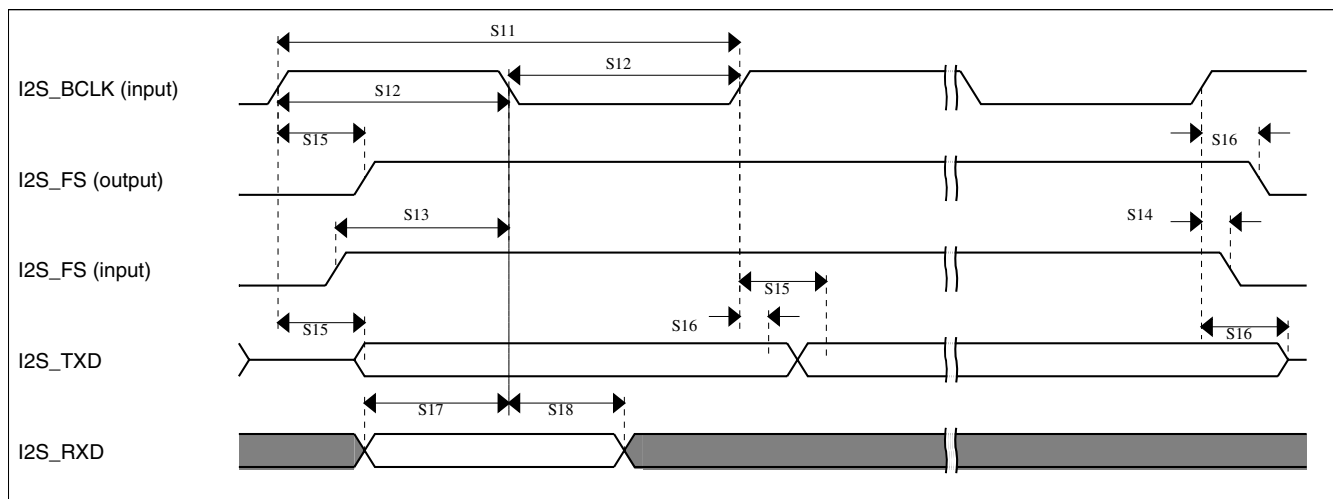 S11
I2S_BCLK (input)
S12
S12
S15
S16
I2S_FS (output)
S13
S14
I2S_FS (input)
S15
S15
S16
S16
I2S_TXD
S17
S18
I2S_RXD